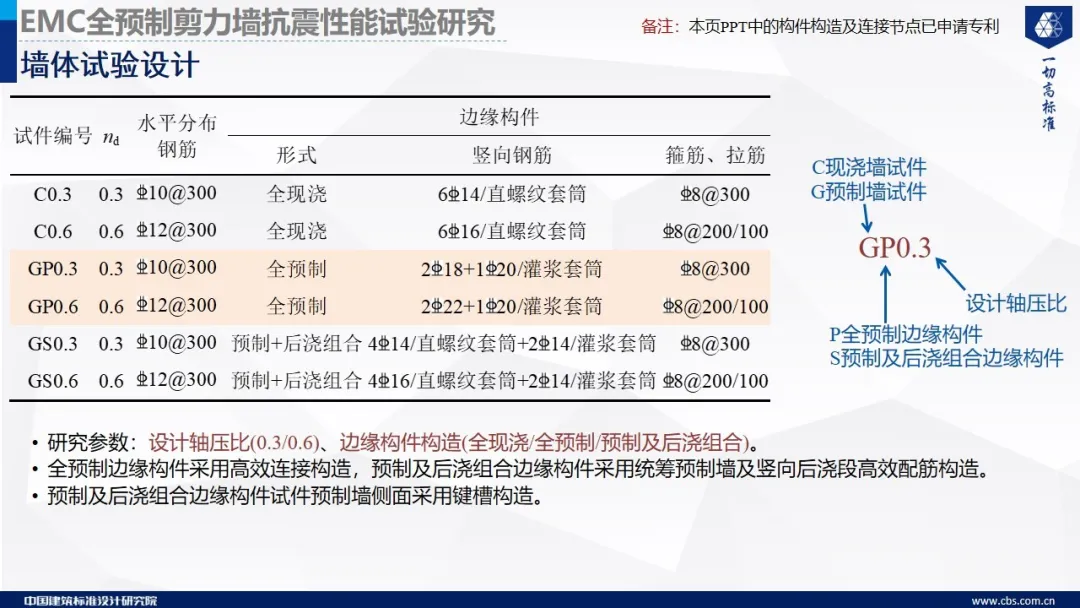 EMC全预制剪力墙抗震性能试验研究
备注：本页PPT中的构件构造及连接节点已申请专利
墙体试验设计
一切高标准
试件编号 nd 水平分布钢筋 边缘构件
形式 竖向钢筋 箍筋、拉筋
C0.3 0.3 ⏀10@300 全现浇 6⏀14/直螺纹套筒 ⏀8@300
C0.6 0.6 ⏀12@300 全现浇 6⏀16/直螺纹套筒 ⏀8@200/100
GP0.3 0.3 ⏀10@300 全预制 2⏀18+1⏀20/灌浆套筒 ⏀8@300
GP0.6 0.6 ⏀12@300 全预制 2⏀22+1⏀20/灌浆套筒 ⏀8@200/100
GS0.3 0.3 ⏀10@300 预制+后浇组合 4⏀14/直螺纹套筒+2⏀14/灌浆套筒 ⏀8@300
GS0.6 0.6 ⏀12@300 预制+后浇组合 4⏀16/直螺纹套筒+2⏀14/灌浆套筒 ⏀8@200/100
C现浇墙试件
G预制墙试件
GP0.3
设计轴压比
P全预制边缘构件
S预制及后浇组合边缘构件
• 研究参数：设计轴压比(0.3/0.6)、边缘构件构造(全现浇/全预制/预制及后浇组合)。
• 全预制边缘构件采用高效连接构造，预制及后浇组合边缘构件采用统筹预制墙及竖向后浇段高效配筋构造。
• 预制及后浇组合边缘构件试件预制墙侧面采用键槽构造。
中国建筑标准设计研究院
www.cbs.com.cn